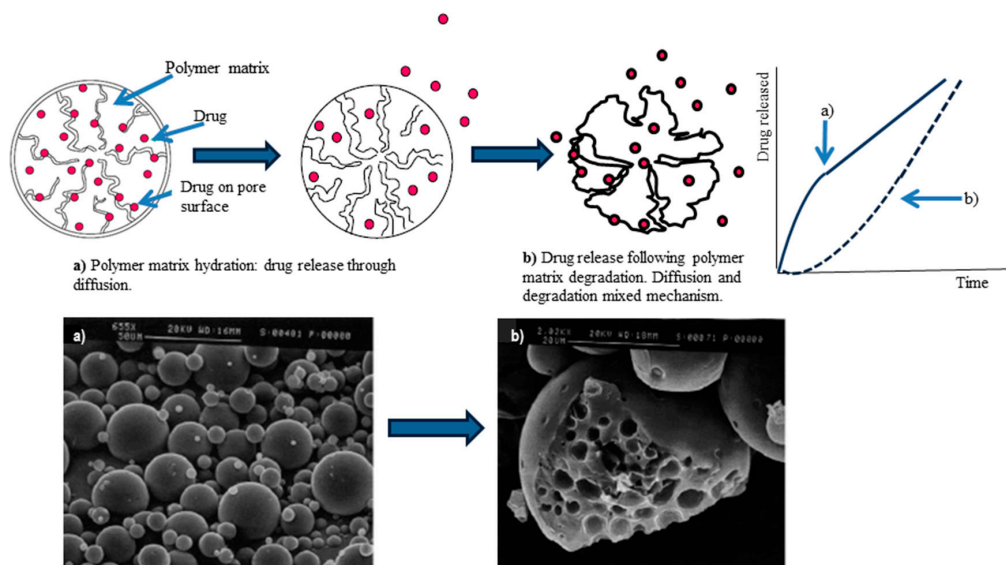 Polymer matrix
Drug
Drug on pore
surface
a) Polymer matrix hydration: drug release through
diffusion.
b) Drug release following polymer
matrix degradation. Diffusion and
degradation mixed mechanism.
Drug released
a)
b)
Time
a)
655X
50UM
20KV WD:16MM
S:00401 P:00000
b)
20UM
20KV WD:18MM
S:00071 P:00000